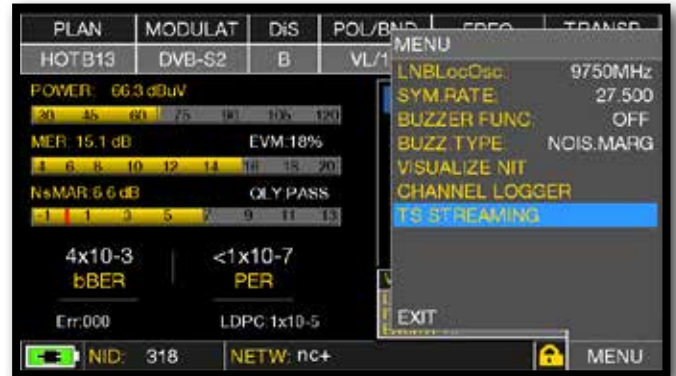 PLAN MODULAT DiS POL/BND FREQ TRANSP
HOTB13 DVB-S2 B VL/1
MENU
LNBLocOsc: 9750MHz
SYM.RATE: 27.500
BUZZER FUNC: OFF
BUZZ.TYPE: NOIS.MARG
VISUALIZE NIT
CHANNEL LOGGER
TS STREAMING
EXIT
POWER: 66.3 dBuV
30 45 60 75 90 105 120
MER: 15.1 dB EVM:18%
4 6 8 10 12 14 16 18 20
NsMAR:6.6 dB QLY:PASS
-1 1 3 5 7 9 11 13
4x10-3 <1x10-7
bBER PER
Err:000 LDPC:1x10-5
NID: 318 NETW: nc+ MENU